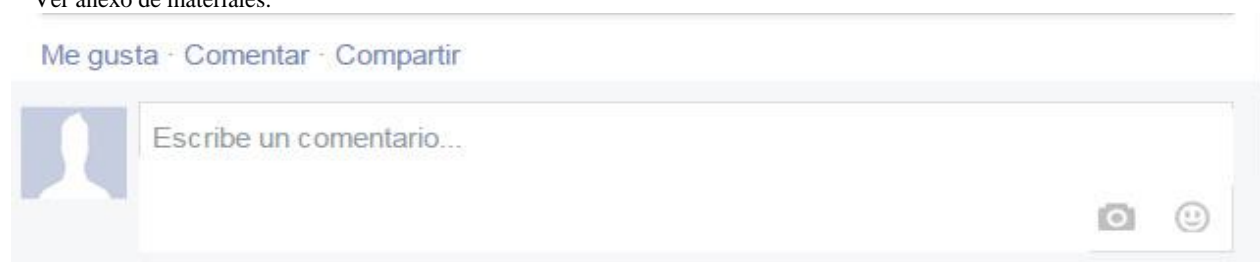 Ver anexo de materiales.
Me gusta · Comentar · Compartir
Escribe un comentario...